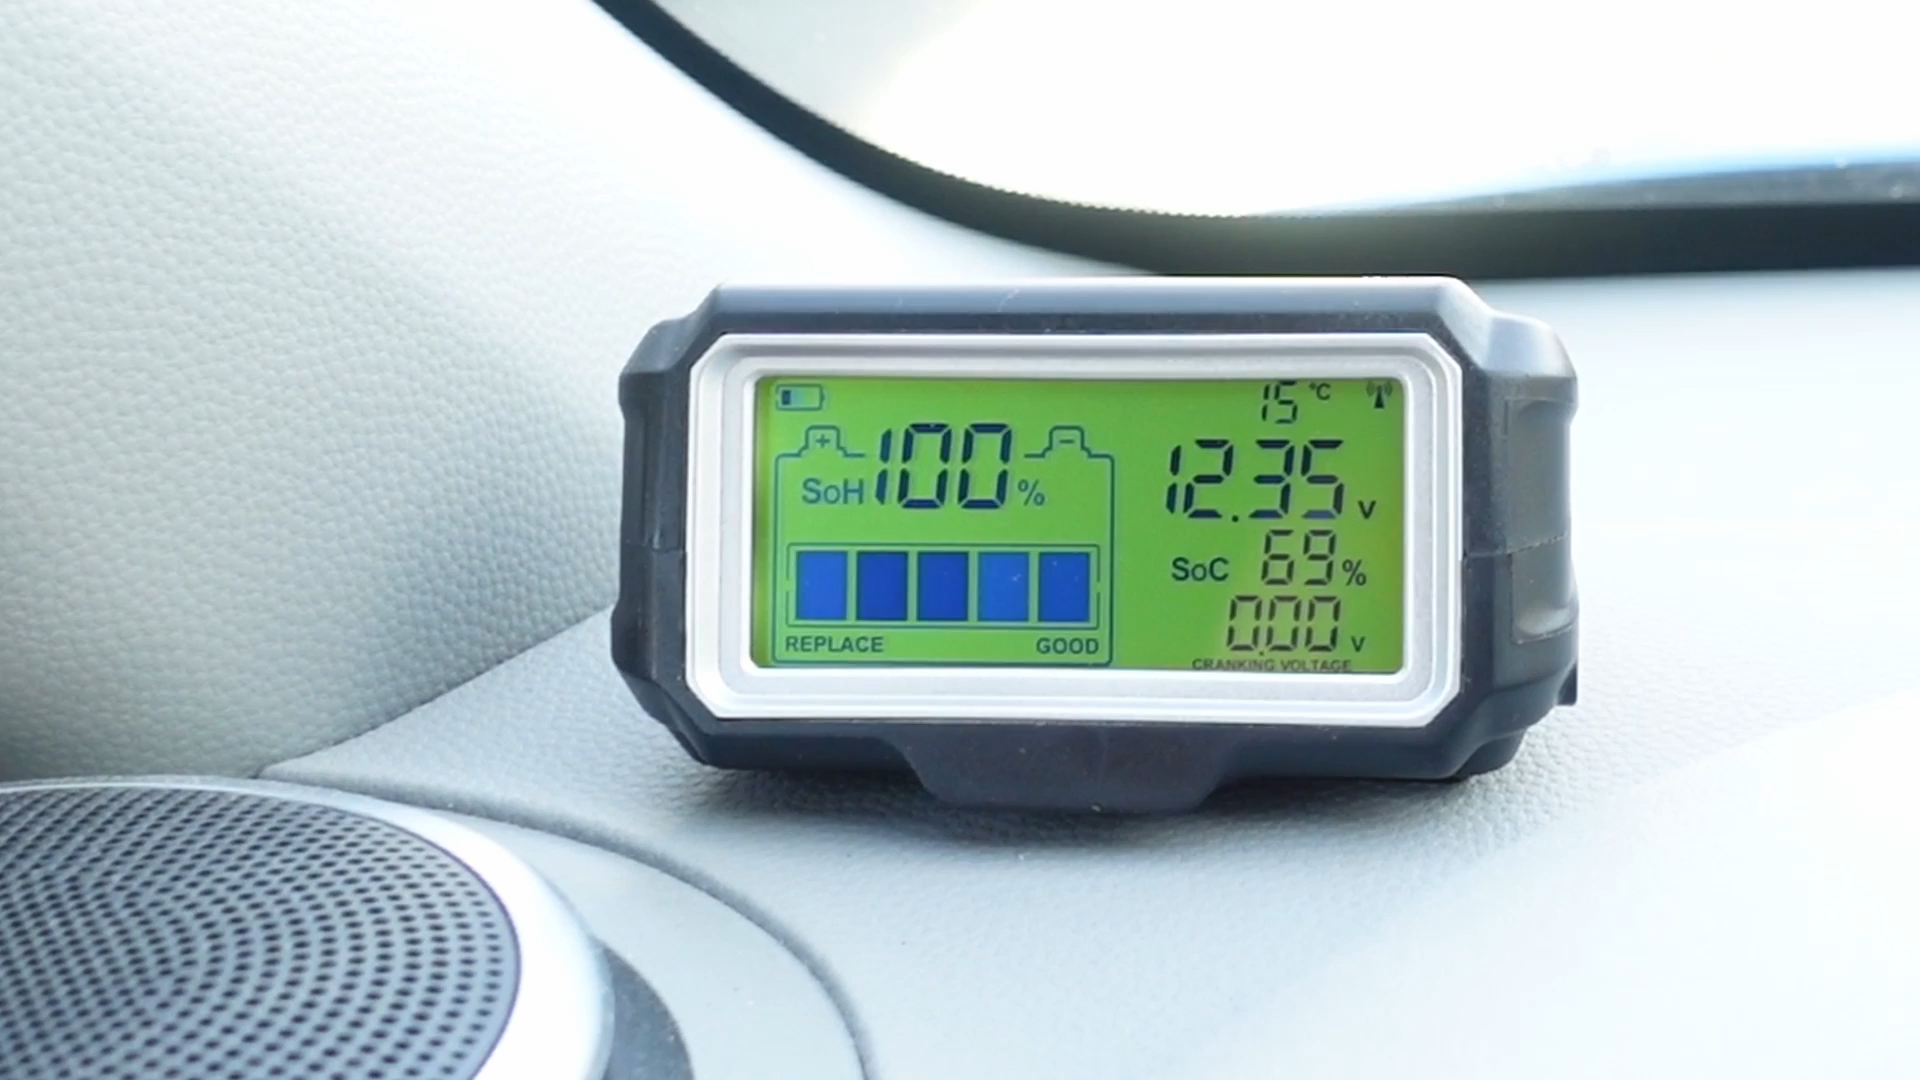 15 °C
+ SoH 100 % -
12.35 V
SoC 69 %
0.00 V
REPLACE GOOD
CRANKING VOLTAGE